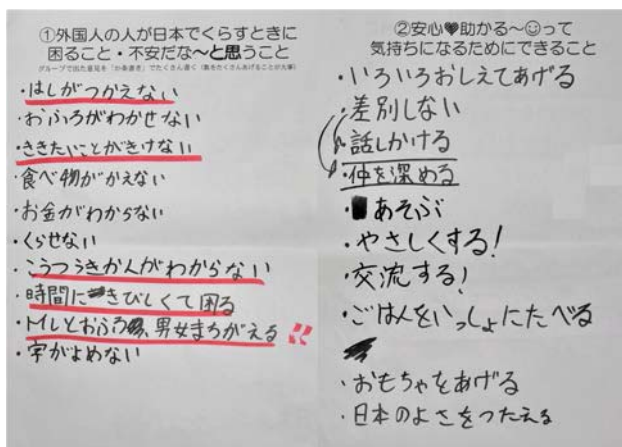 ①外国人の人が日本でくらすときに
困ること・不安だな～と思うこと
・はしがつかえない
・おふろがわかせない
・ききたいことがきけない
・食べ物がかえない
・お金がわからない
・くらせない
・こうつうきかんがわからない
・時間にきびしくて困る
・トイレとおふろ、男女まちがえる!!
・字がよめない
②安心♥助かる～☺って
気持ちになるためにできること
・いろいろおしえてあげる
・差別しない
・話しかける
・仲を深める
・あそぶ
・やさしくする!
・交流する!
・ごはんをいっしょにたべる
・おもちゃをあげる
・日本のよさをつたえる